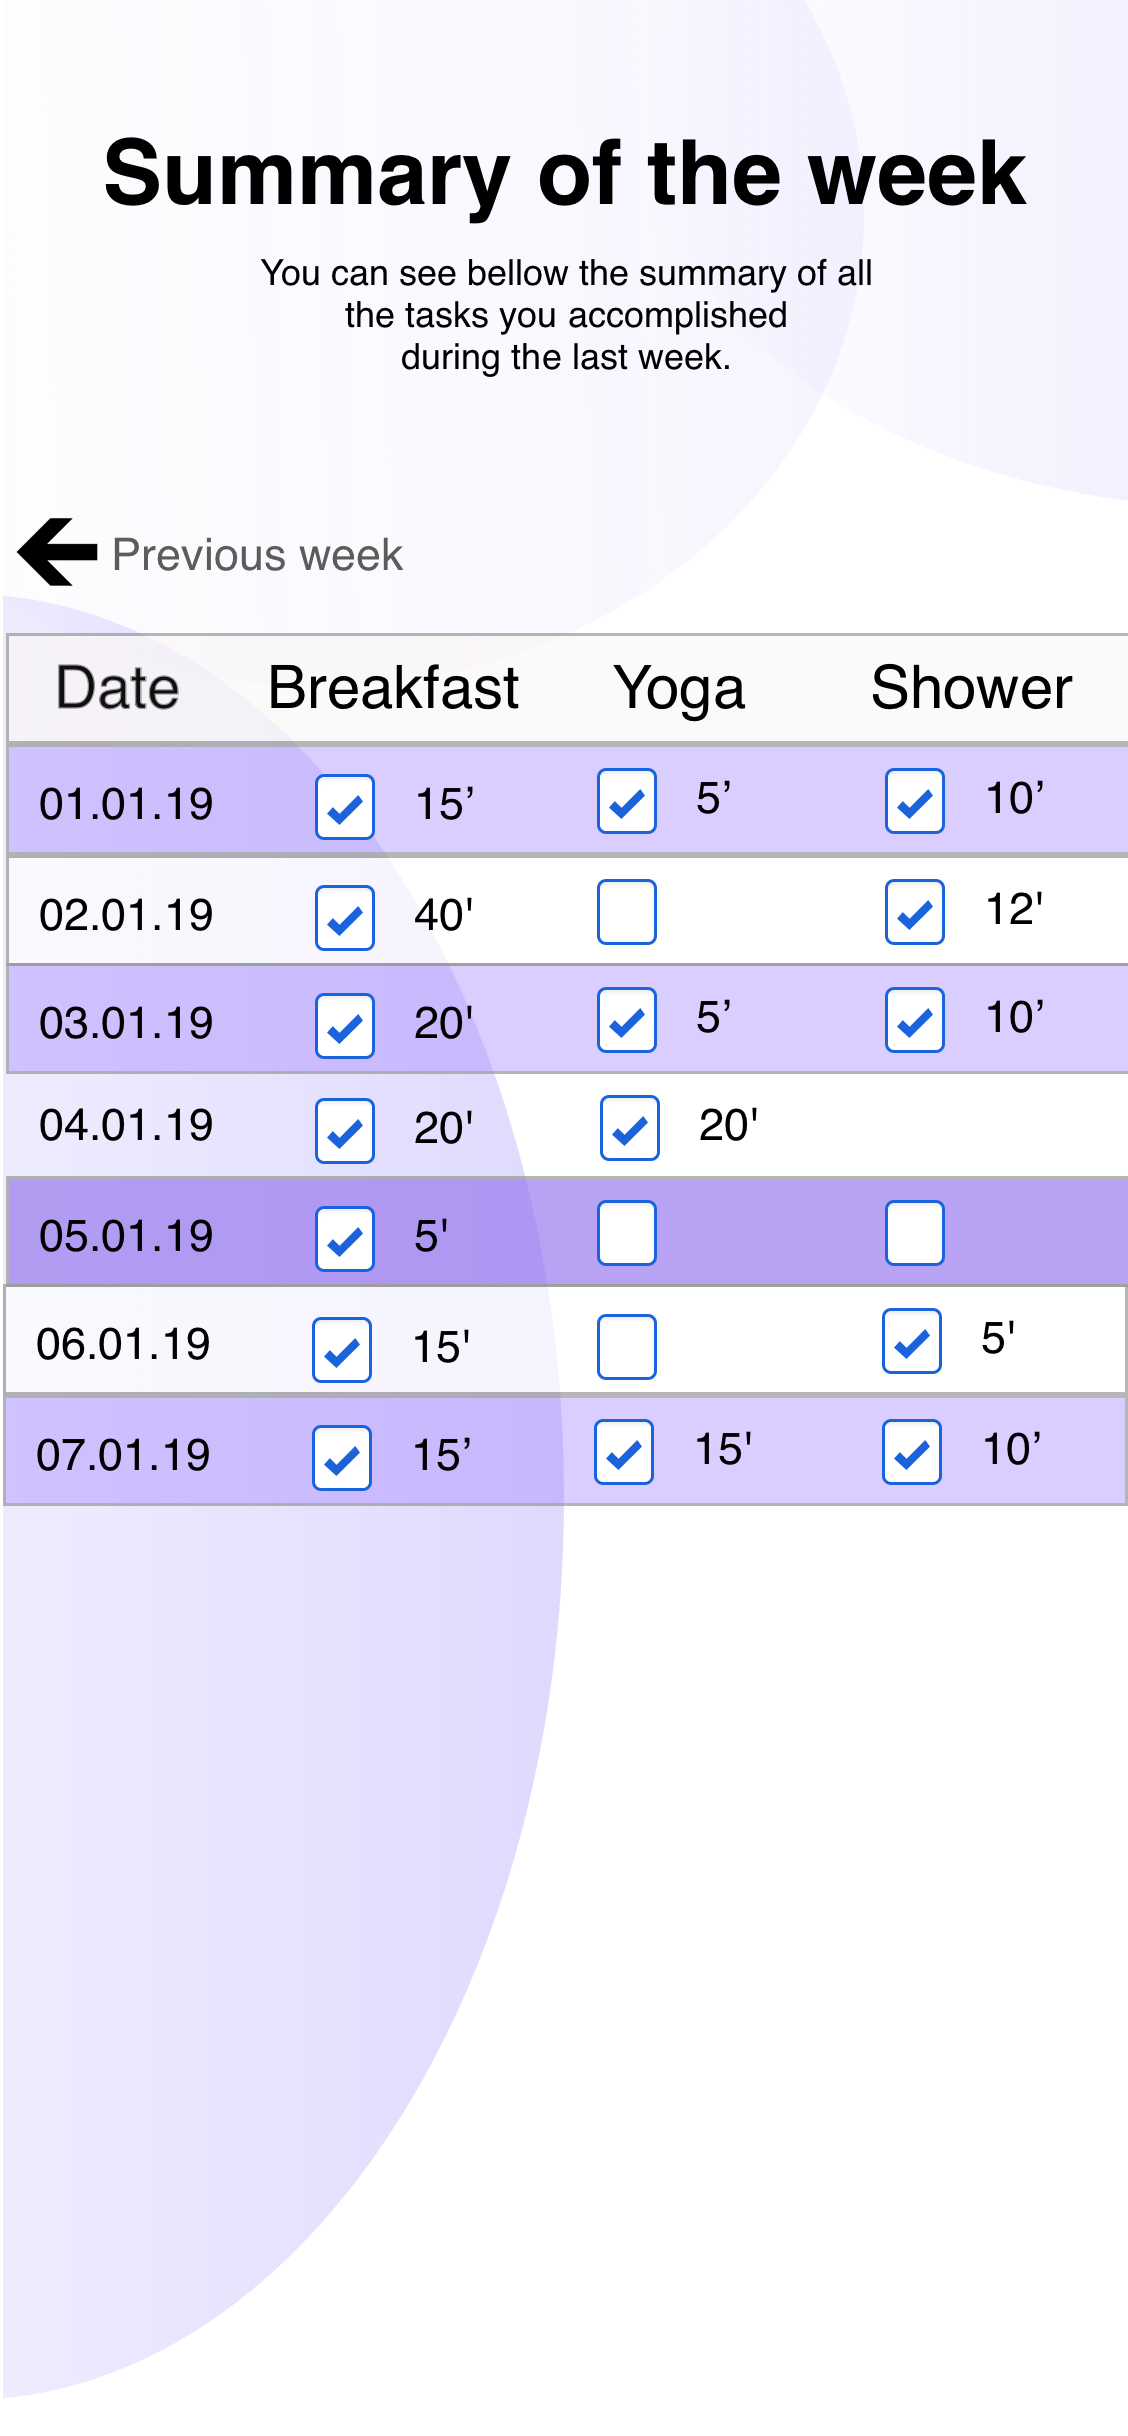 Summary of the week
You can see bellow the summary of all
the tasks you accomplished
during the last week.
Previous week
Date Breakfast Yoga Shower
01.01.19 15’ 5’ 10’
02.01.19 40' 12'
03.01.19 20' 5’ 10’
04.01.19 20' 20'
05.01.19 5'
06.01.19 15' 5'
07.01.19 15’ 15' 10’